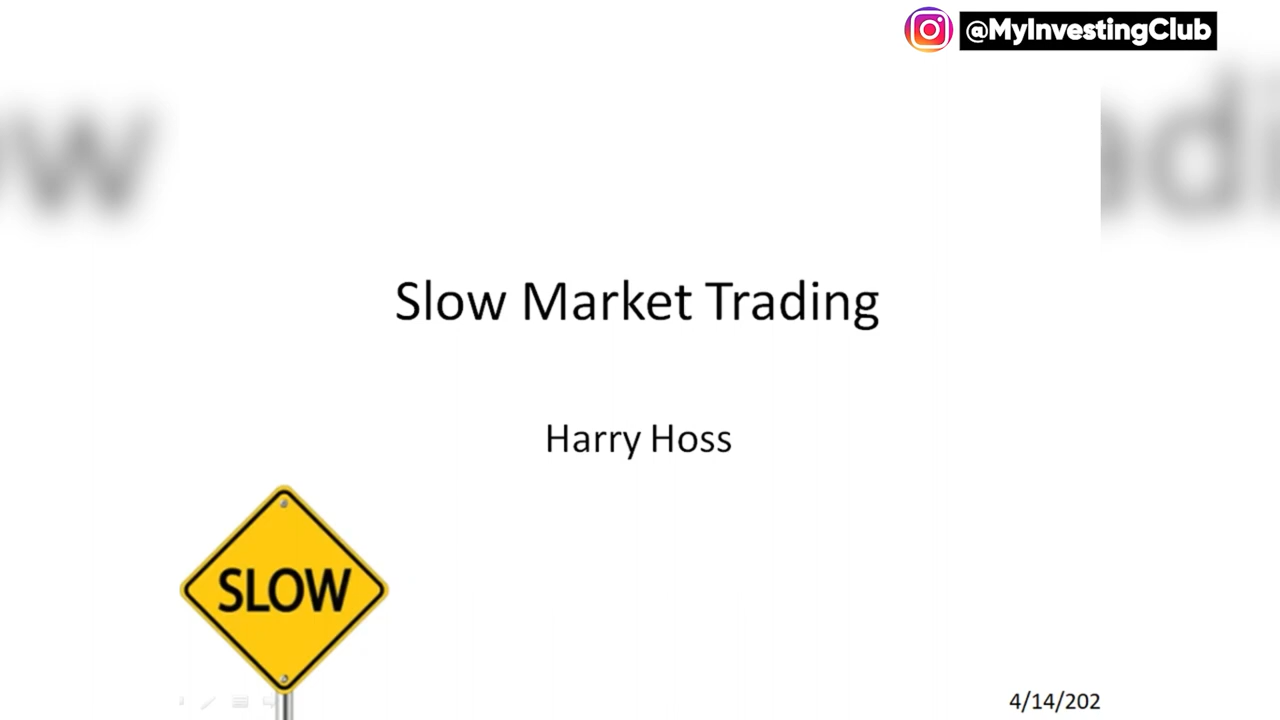 @MyInvestingClub
Slow Market Trading
Harry Hoss
SLOW
4/14/202